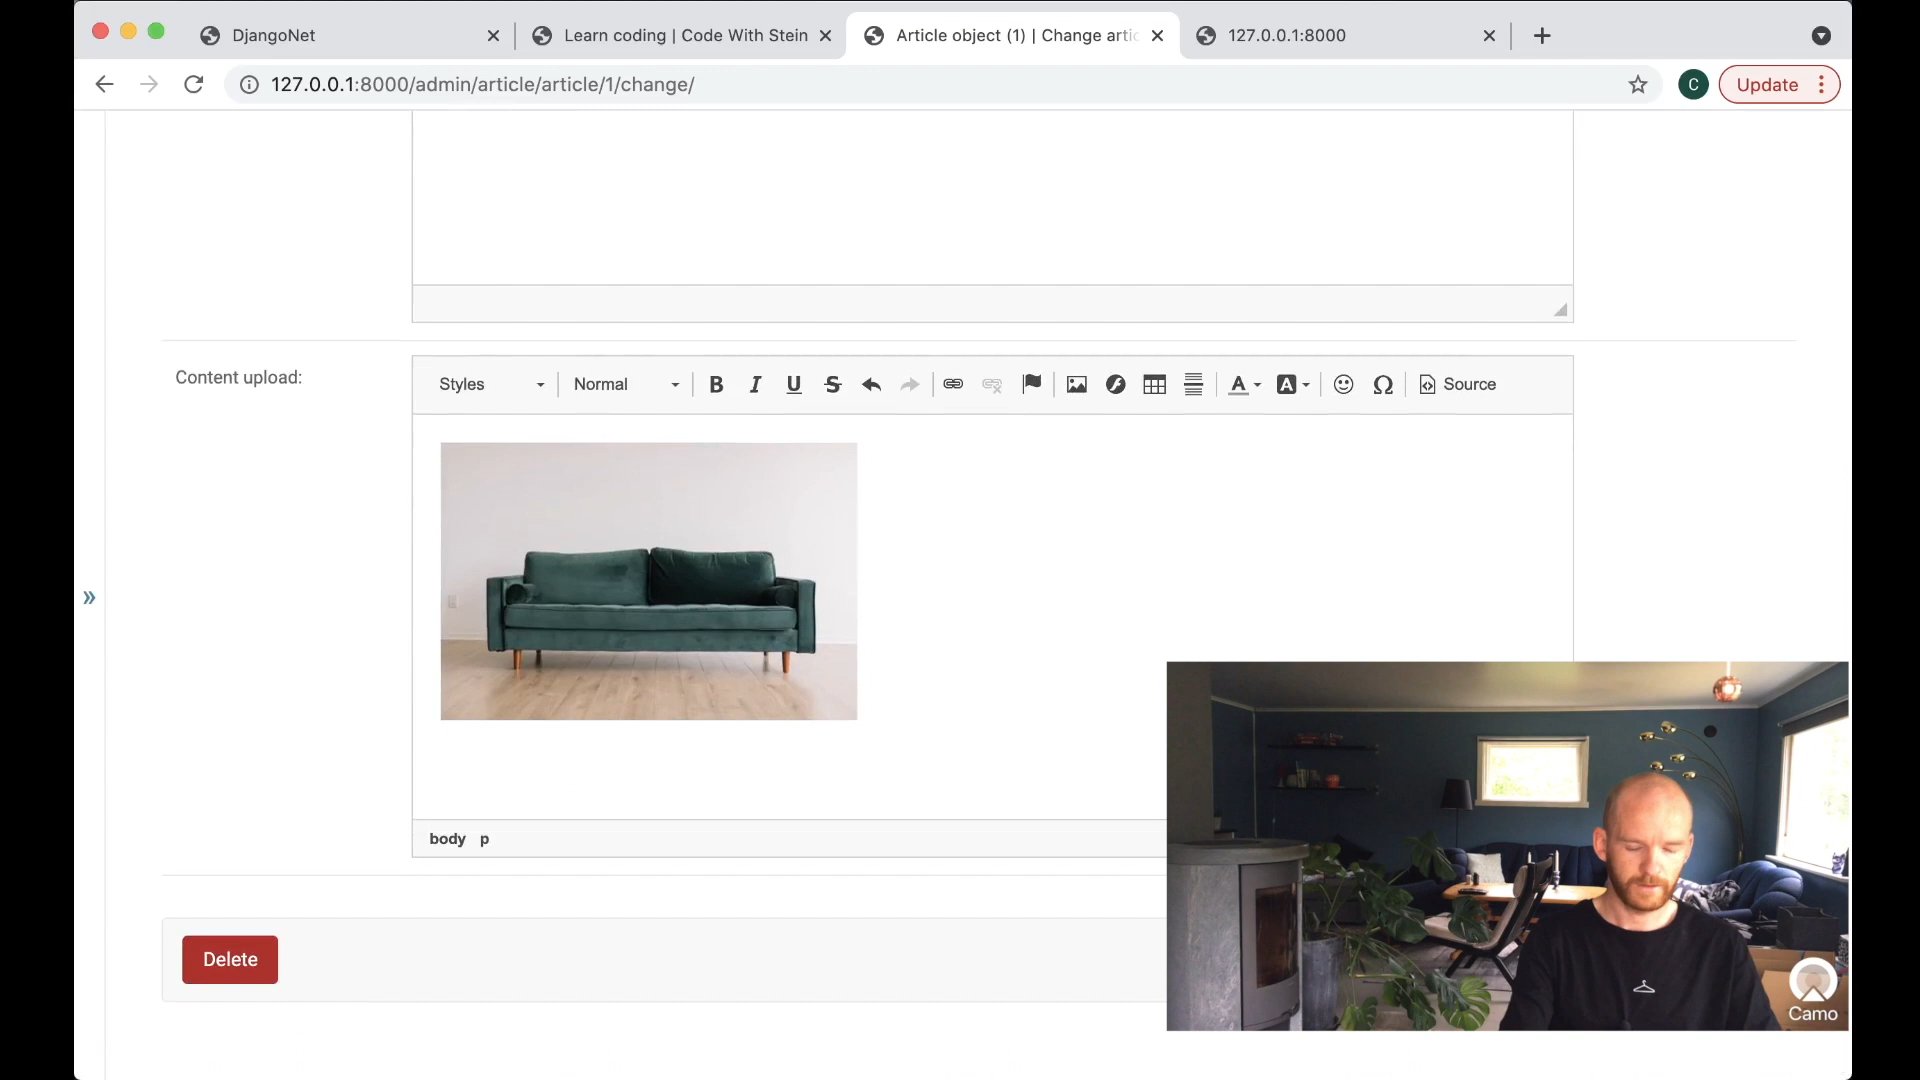 DjangoNet
Learn coding | Code With Stein
Article object (1) | Change artic
127.0.0.1:8000
127.0.0.1:8000/admin/article/article/1/change/
C
Update
Content upload:
Styles
Normal
B I U S
A
A
Ω
Source
body p
Delete
Camo